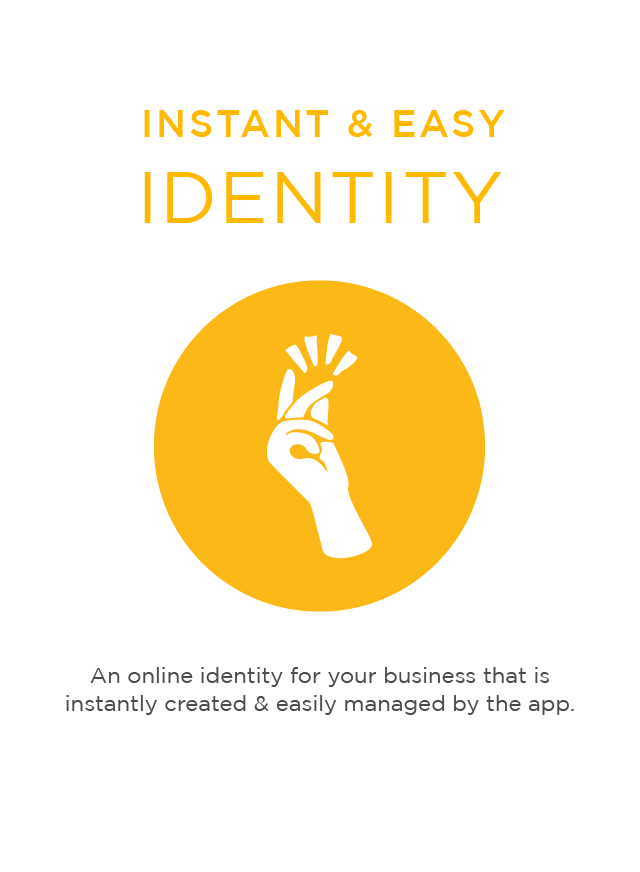 INSTANT & EASY
IDENTITY
An online identity for your business that is
instantly created & easily managed by the app.